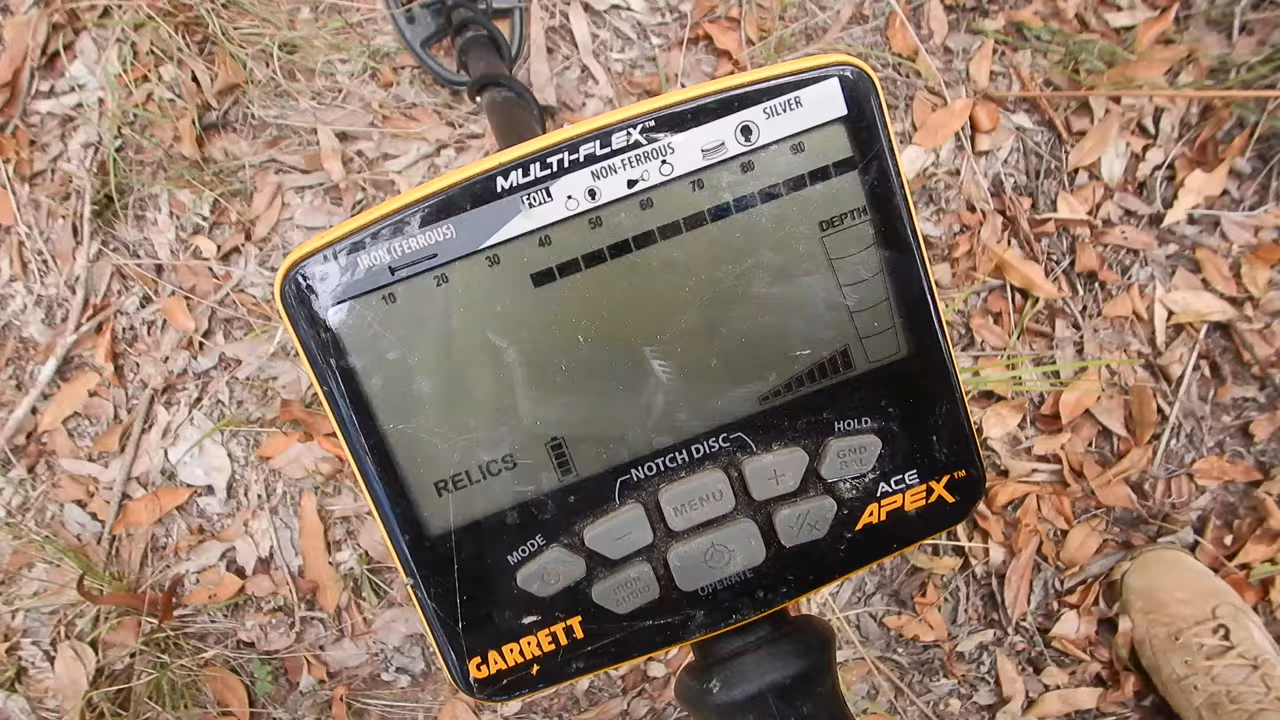 MULTI-FLEX™
IRON (FERROUS)
FOIL
NON-FERROUS
SILVER
10 20 30 40 50 60 70 80 90
DEPTH
RELICS
NOTCH DISC
HOLD
MODE
MENU
+
GND BAL
−
✓/X
IRON AUDIO
OPERATE
ACE
APEX™
GARRETT